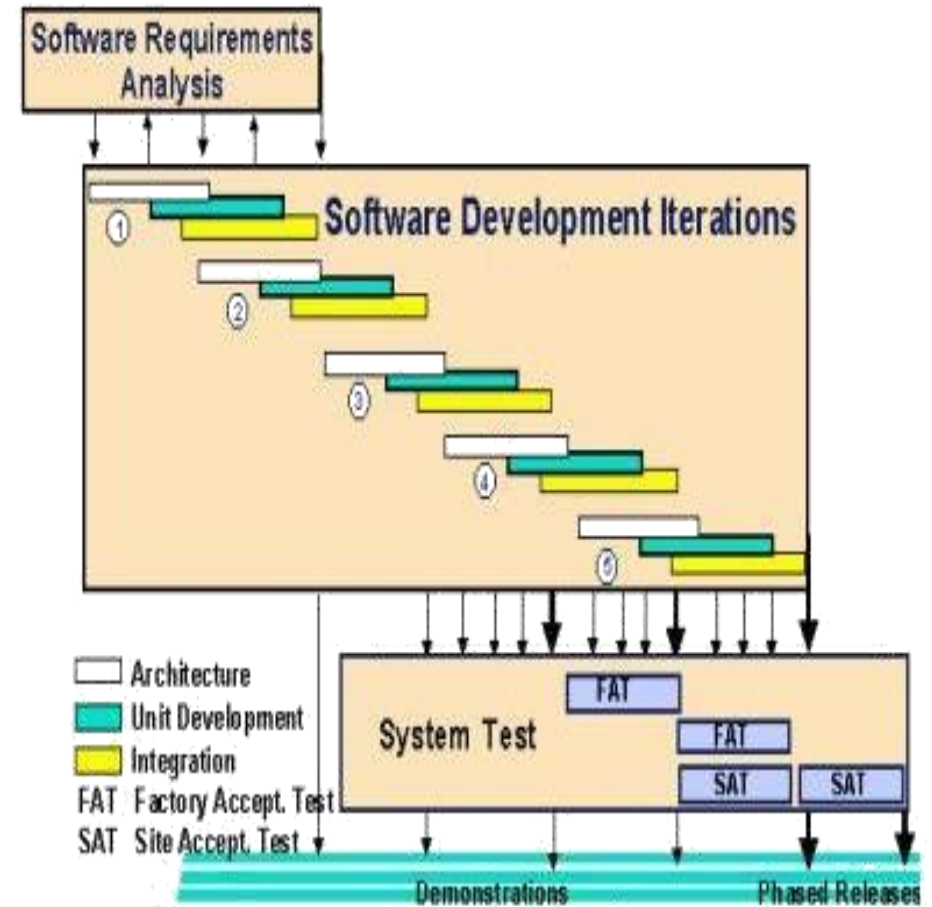 Software Requirements
Analysis
Software Development Iterations
1
2
3
4
5
Architecture
Unit Development
Integration
FAT Factory Accept. Test
SAT Site Accept. Test
System Test
FAT
FAT
SAT
SAT
Demonstrations
Phased Releases